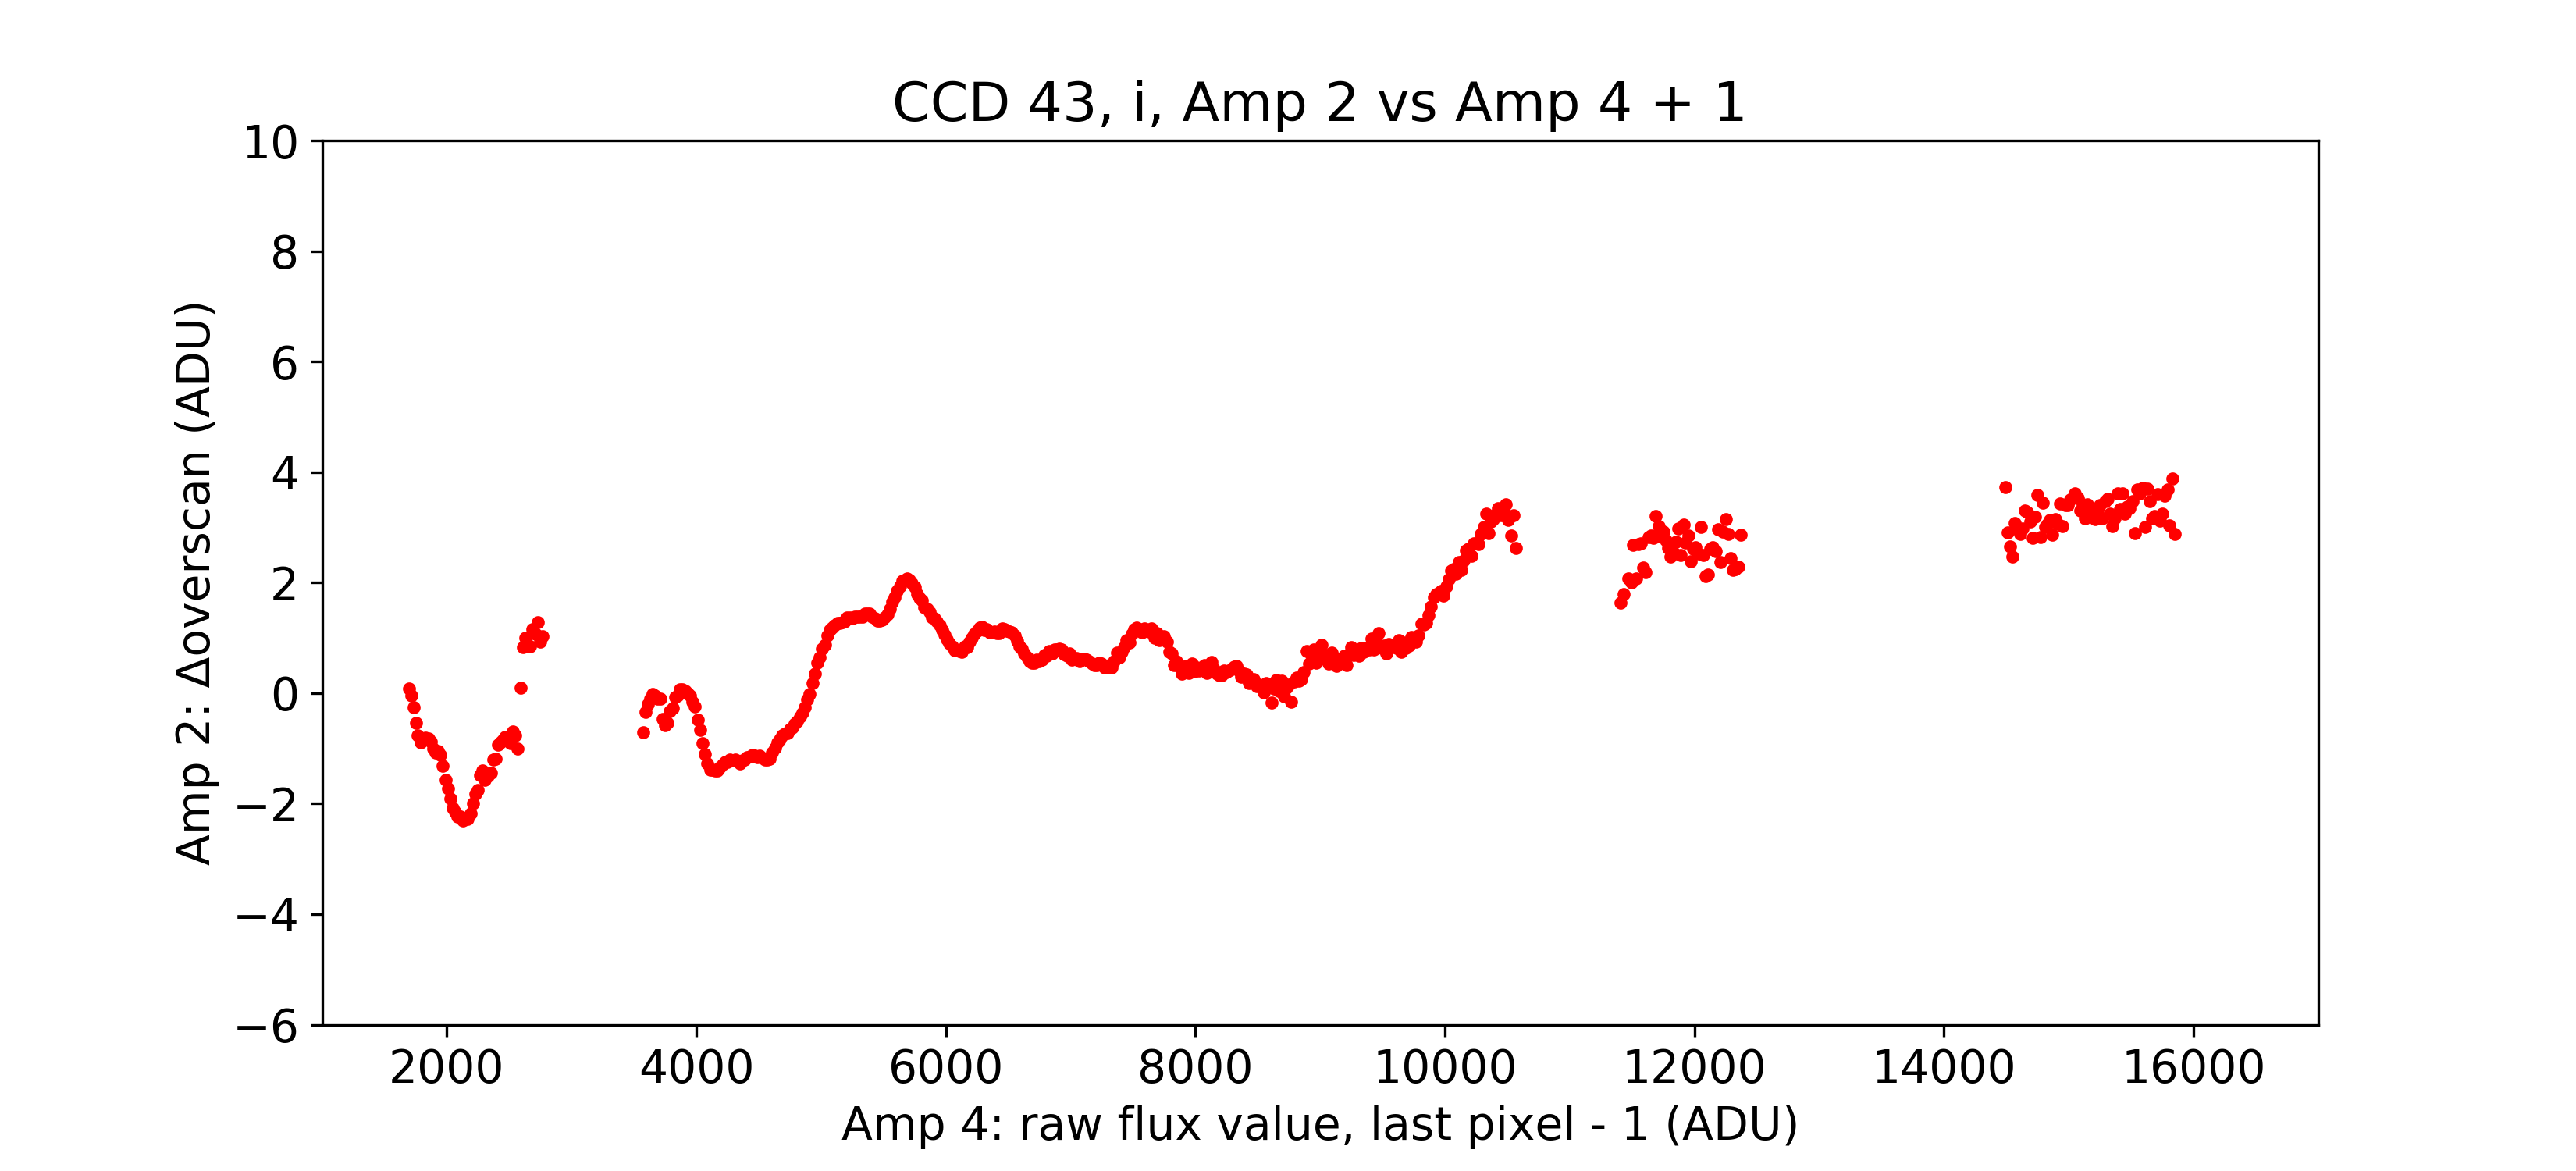 CCD 43, i, Amp 2 vs Amp 4 + 1
10
8
6
4
2
0
−2
−4
−6
Amp 2: Δoverscan (ADU)
2000 4000 6000 8000 10000 12000 14000 16000
Amp 4: raw flux value, last pixel - 1 (ADU)